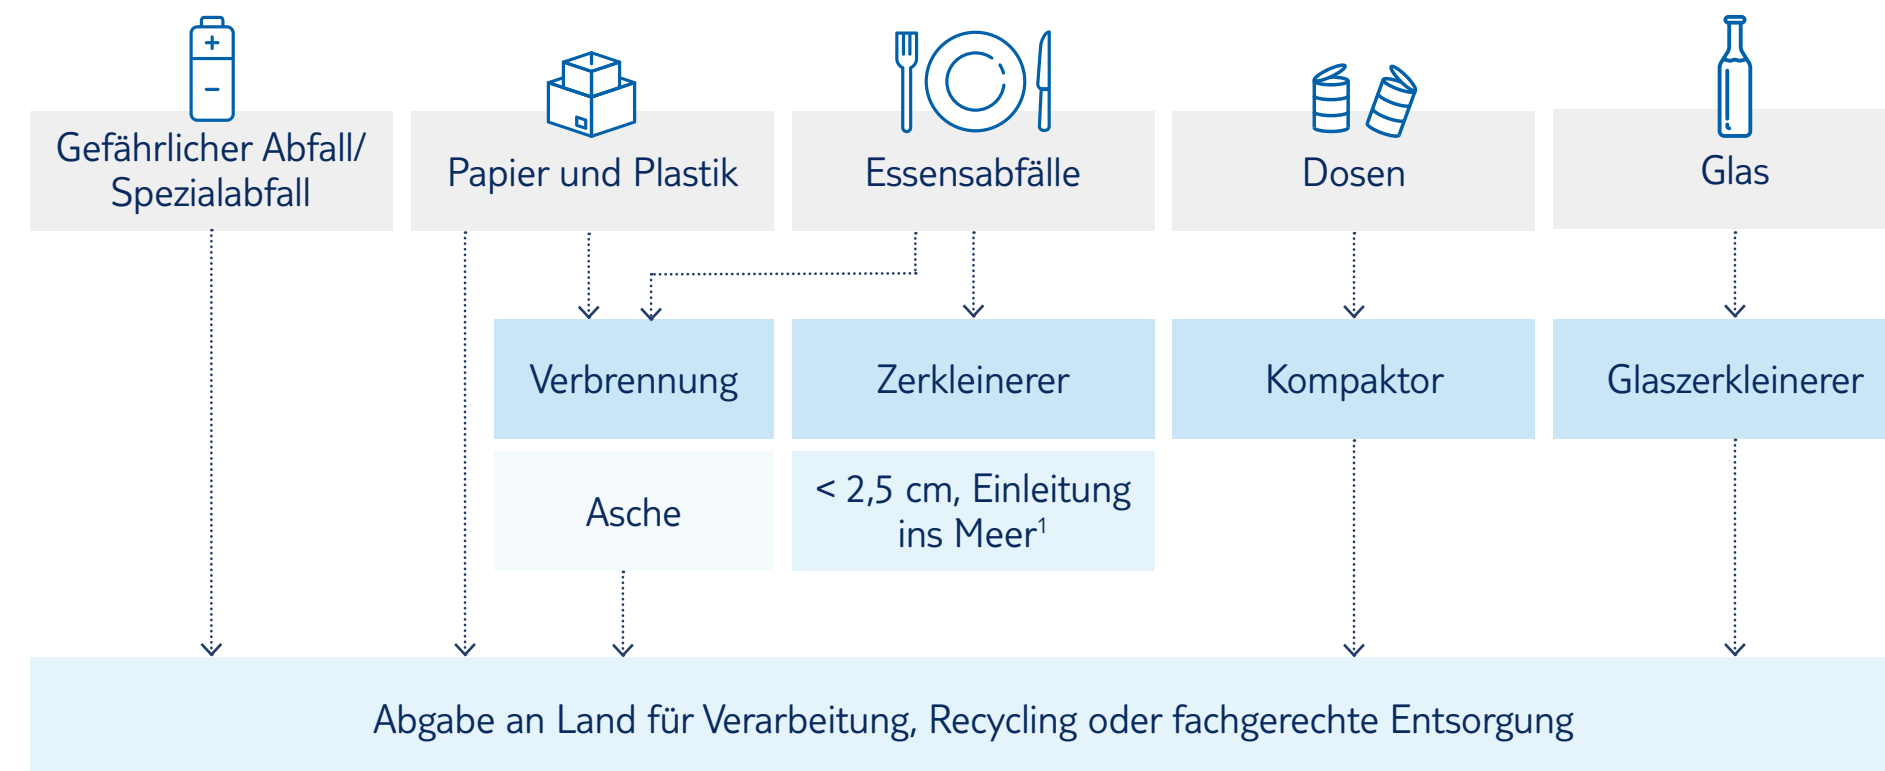 Gefährlicher Abfall/
Spezialabfall
Papier und Plastik
Essensabfälle
Dosen
Glas
Verbrennung
Zerkleinerer
Kompaktor
Glaszerkleinerer
Asche
< 2,5 cm, Einleitung
ins Meer¹
Abgabe an Land für Verarbeitung, Recycling oder fachgerechte Entsorgung